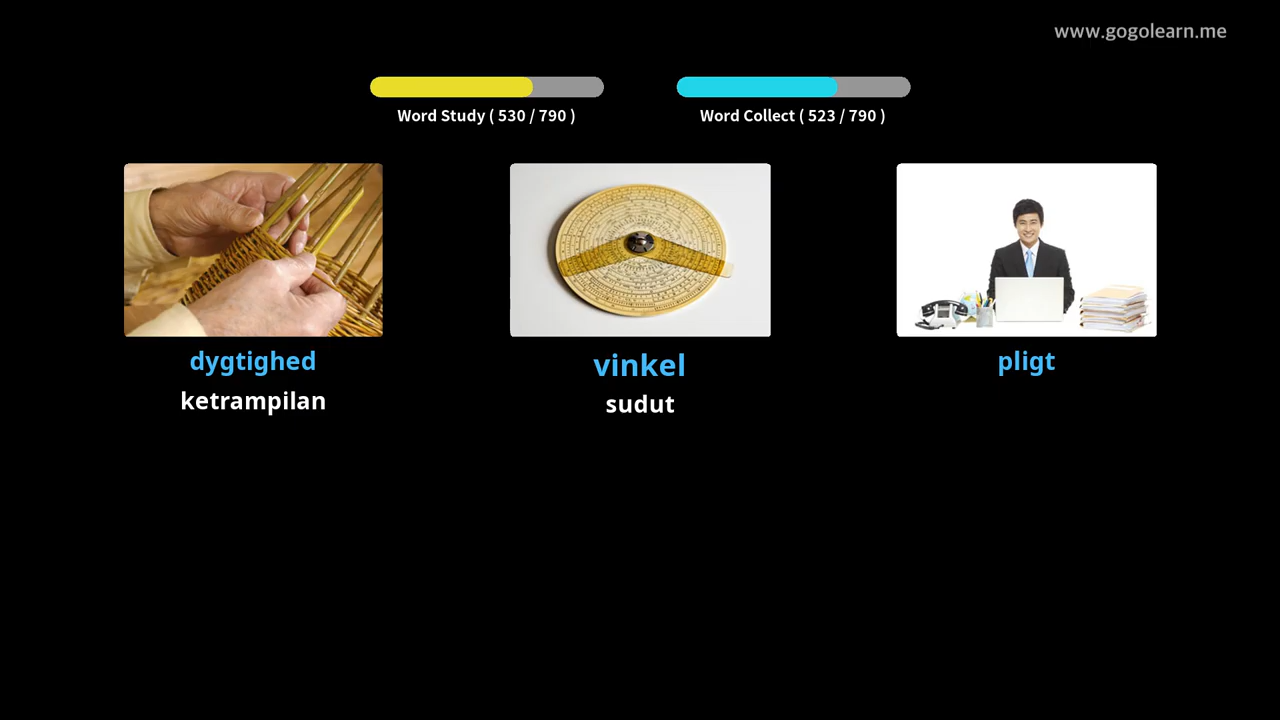 www.gogolearn.me
Word Study ( 530 / 790 )
Word Collect ( 523 / 790 )
dygtighed
vinkel
pligt
ketrampilan
sudut